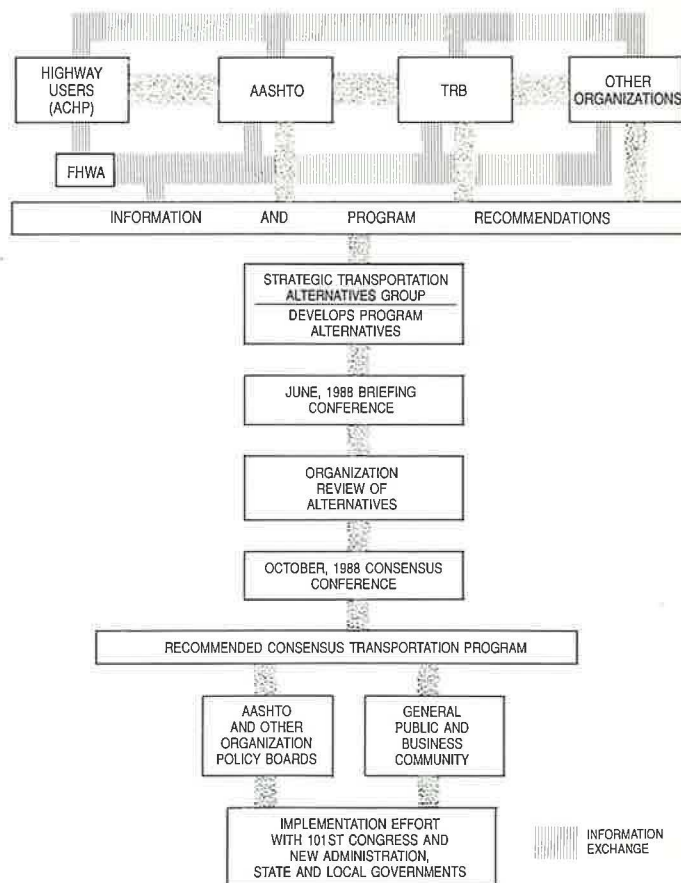 HIGHWAY
USERS
(ACHP)
AASHTO
TRB
OTHER
ORGANIZATIONS
FHWA
INFORMATION AND PROGRAM RECOMMENDATIONS
STRATEGIC TRANSPORTATION
ALTERNATIVES GROUP
DEVELOPS PROGRAM
ALTERNATIVES
JUNE, 1988 BRIEFING
CONFERENCE
ORGANIZATION
REVIEW OF
ALTERNATIVES
OCTOBER, 1988 CONSENSUS
CONFERENCE
RECOMMENDED CONSENSUS TRANSPORTATION PROGRAM
AASHTO
AND OTHER
ORGANIZATION
POLICY BOARDS
GENERAL
PUBLIC AND
BUSINESS
COMMUNITY
IMPLEMENTATION EFFORT
WITH 101ST CONGRESS AND
NEW ADMINISTRATION,
STATE AND LOCAL GOVERNMENTS
INFORMATION
EXCHANGE